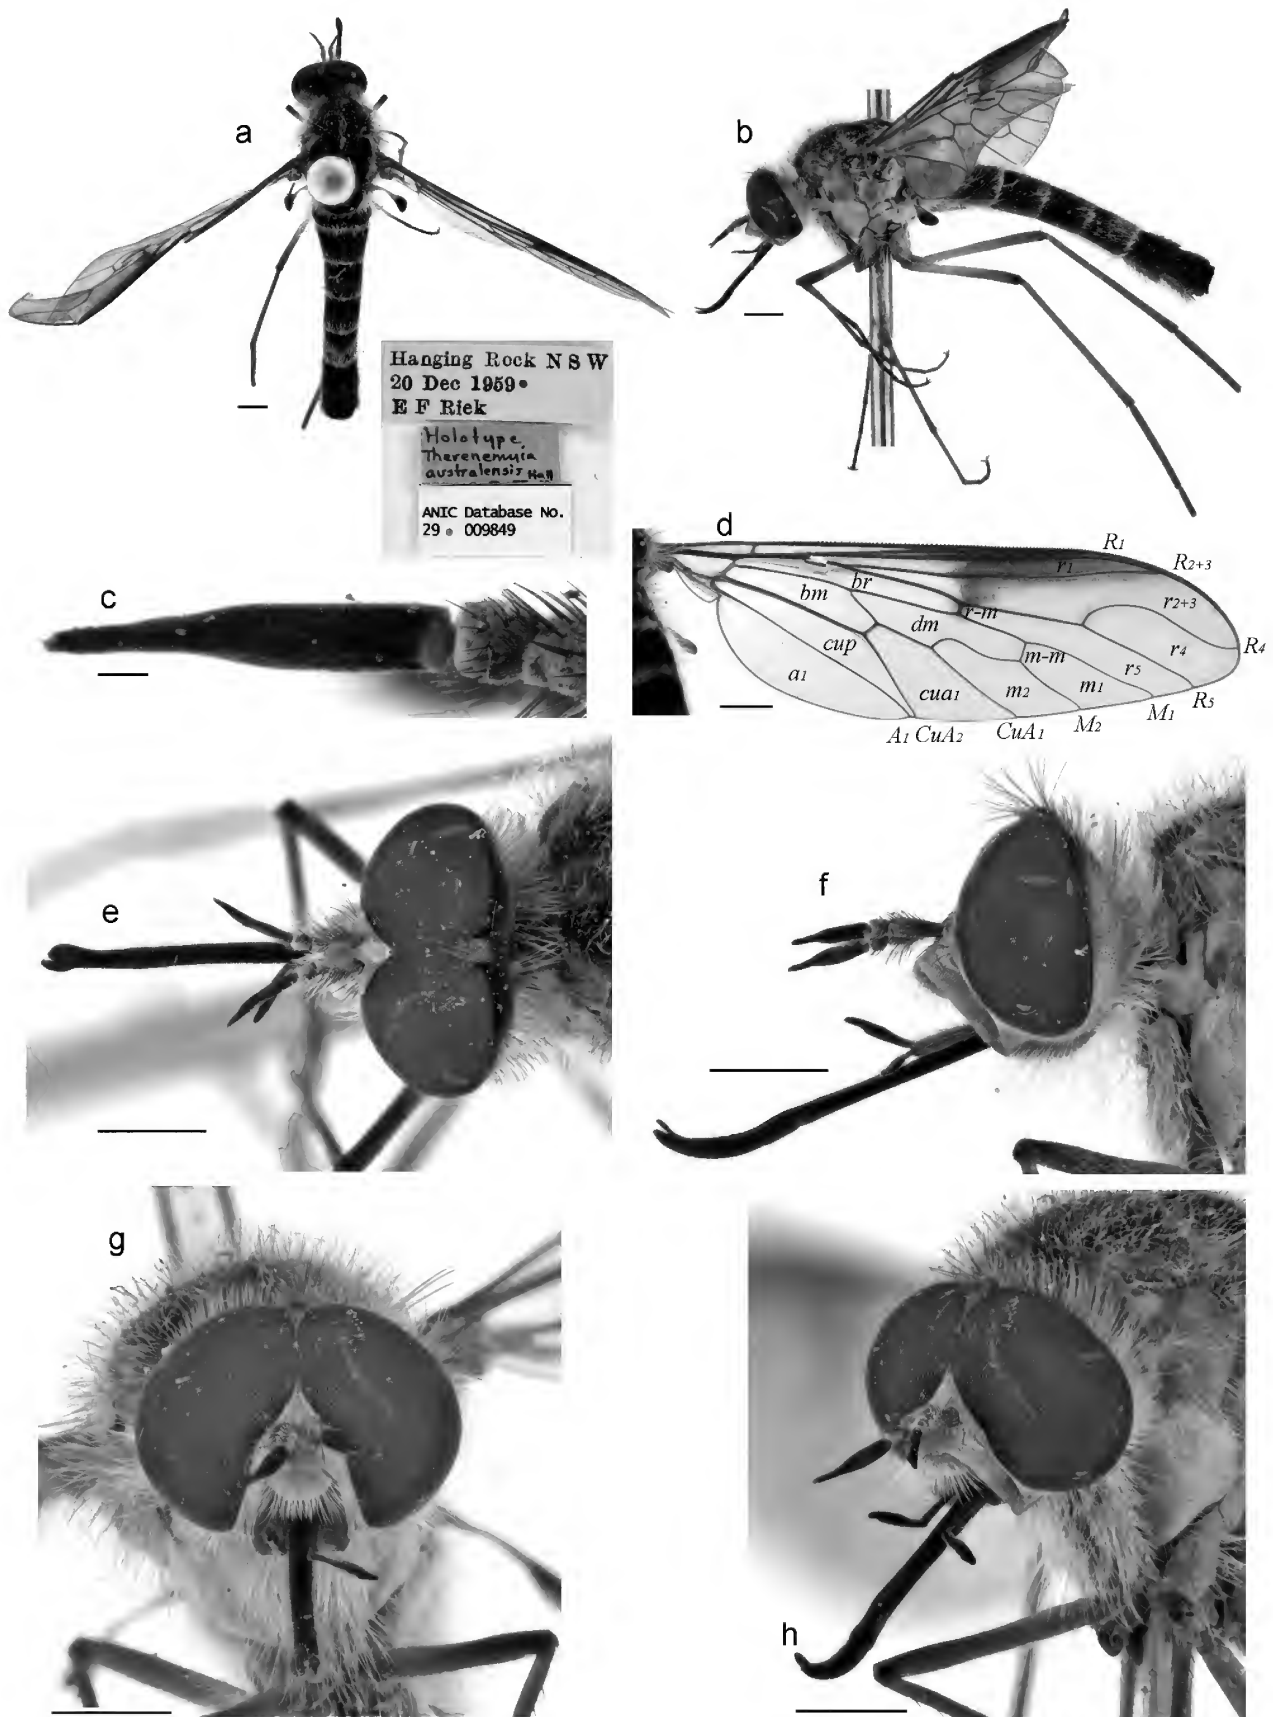 a
b
Hanging Rock N S W
20 Dec 1959
E F Riek
Holotype
Therenemyia
australensis Hall
ANIC Database No.
29 009849
c
d
R1
R2+3
r1
br
bm
r2+3
r-m
dm
R4
cup
m-m
r4
a1
r5
cua1
m2
m1
R5
A1 CuA2
CuA1
M2
M1
e
f
g
h